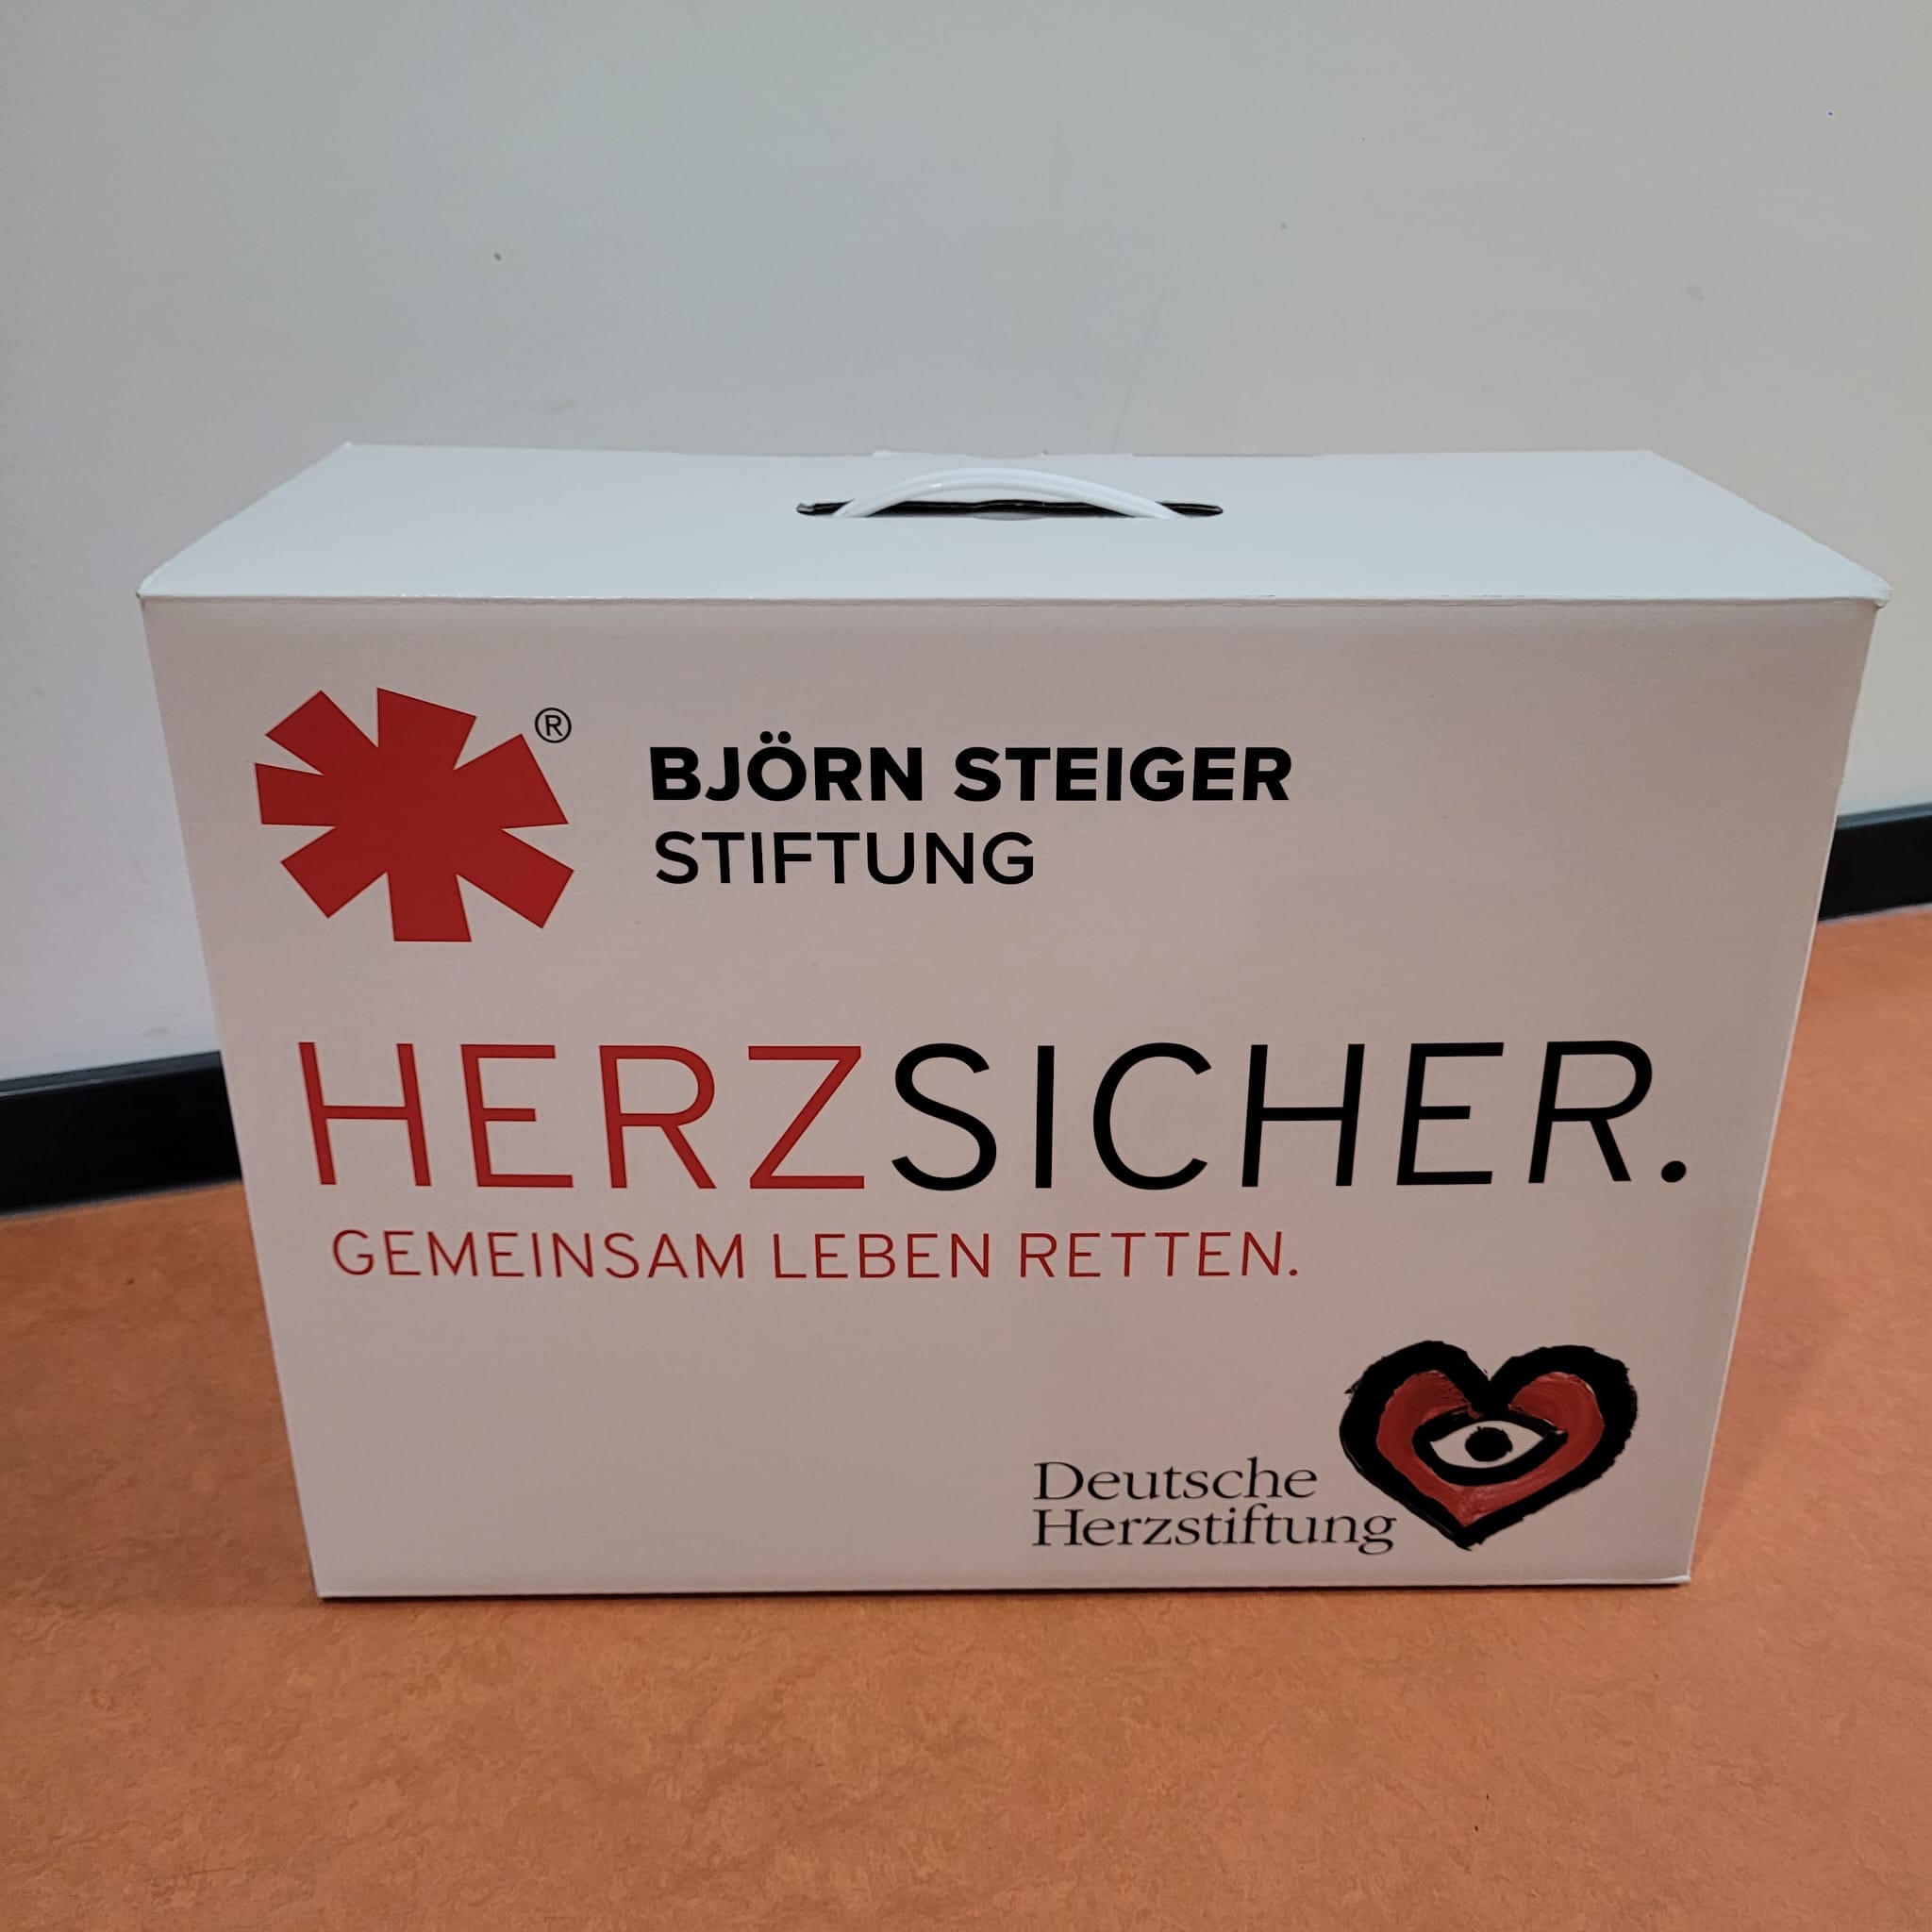 ®
BJÖRN STEIGER
STIFTUNG
HERZSICHER.
GEMEINSAM LEBEN RETTEN.
Deutsche
Herzstiftung